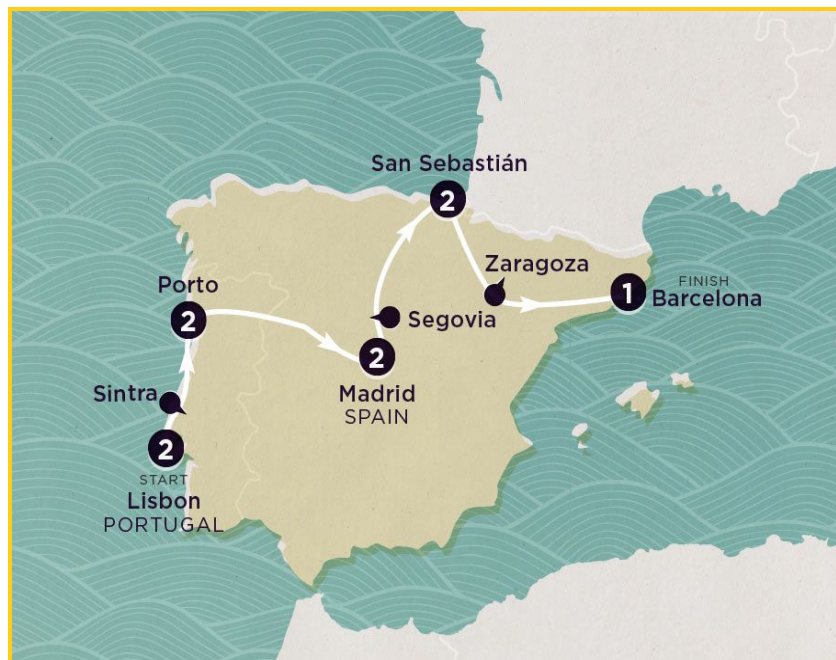 San Sebastián
2
Zaragoza
FINISH
1
Barcelona
Porto
2
Segovia
2
Madrid
SPAIN
Sintra
2
START
Lisbon
PORTUGAL